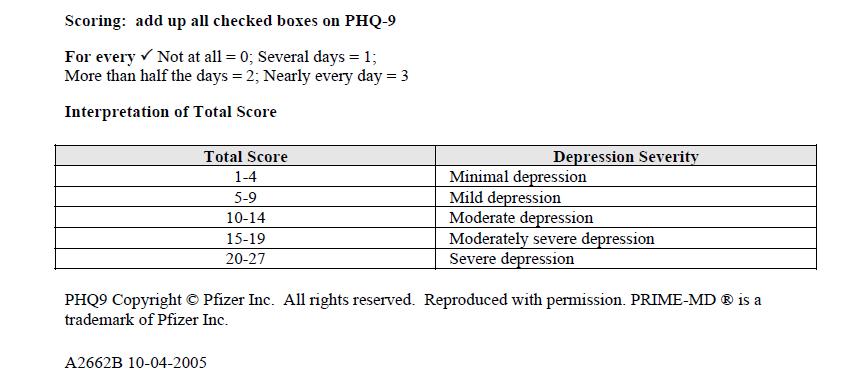 Scoring:  add up all checked boxes on PHQ-9
For every ✓ Not at all = 0; Several days = 1;
More than half the days = 2; Nearly every day = 3
Interpretation of Total Score
Total Score Depression Severity
1-4 Minimal depression
5-9 Mild depression
10-14 Moderate depression
15-19 Moderately severe depression
20-27 Severe depression
PHQ9 Copyright © Pfizer Inc.  All rights reserved.  Reproduced with permission. PRIME-MD ® is a
trademark of Pfizer Inc.
A2662B 10-04-2005